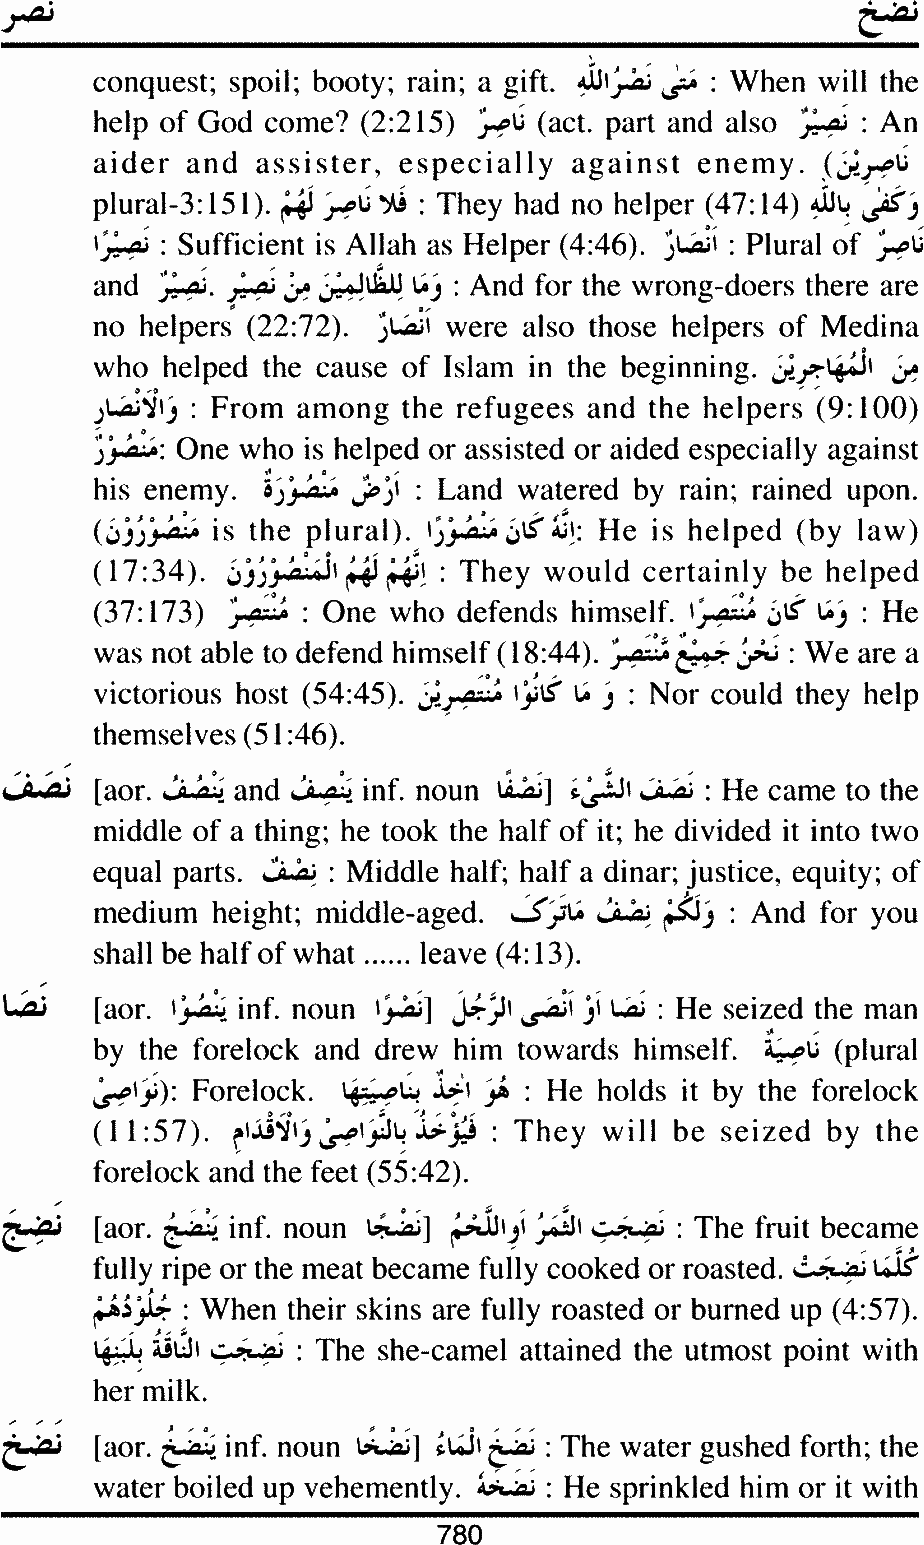 نصر نضخ
conquest; spoil; booty; rain; a gift. مَتٰى نَصْرُاللّٰهِ : When will the
help of God come? (2:215) نَاصِرٌ (act. part and also نَصِيْرٌ : An
aider and assister, especially against enemy. (نَاصِرِيْنَ
plural-3:151). فَلَا نَاصِرَ لَهُمْ : They had no helper (47:14) وَكَفٰى بِاللّٰهِ
نَصِيْرًا : Sufficient is Allah as Helper (4:46). اَنْصَارٌ : Plural of نَاصِرٌ
and نَصِيْرٌ. وَمَا لِلظَّالِمِيْنَ مِنْ نَصِيْرٍ : And for the wrong-doers there are
no helpers (22:72). اَنْصَارٌ were also those helpers of Medina
who helped the cause of Islam in the beginning. مِنَ الْمُهَاجِرِيْنَ
وَالْاَنْصَارِ : From among the refugees and the helpers (9:100)
مَنْصُوْرٌ: One who is helped or assisted or aided especially against
his enemy. اَرْضٌ مَنْصُوْرَةٌ : Land watered by rain; rained upon.
(مَنْصُوْرُوْنَ is the plural). اِنَّهٗ كَانَ مَنْصُوْرًا: He is helped (by law)
(17:34). اِنَّهُمْ لَهُمُ الْمَنْصُوْرُوْنَ : They would certainly be helped
(37:173) مُنْتَصِرٌ : One who defends himself. وَمَا كَانَ مُنْتَصِرًا : He
was not able to defend himself (18:44). نَحْنُ جَمِيْعٌ مُّنْتَصِرٌ : We are a
victorious host (54:45). وَ مَا كَانُوْا مُنْتَصِرِيْنَ : Nor could they help
themselves (51:46).
نَصَفَ [aor. يَنْصُفُ and يَنْصِفُ inf. noun نَصْفًا] نَصَفَ الشَّيْءَ : He came to the
middle of a thing; he took the half of it; he divided it into two
equal parts. نِصْفٌ : Middle half; half a dinar; justice, equity; of
medium height; middle-aged. وَلَكُمْ نِصْفُ مَاتَرَكَ : And for you
shall be half of what ...... leave (4:13).
نَصَا [aor. يَنْصُوْا inf. noun نَصْوًا] نَصَا اَوْ اَنْصَى الرَّجُلَ : He seized the man
by the forelock and drew him towards himself. نَاصِيَةٌ (plural
نَوَاصِىْ): Forelock. هُوَ اٰخِذٌ بِنَاصِيَتِهَا : He holds it by the forelock
(11:57). فَيُؤْخَذُ بِالنَّوَاصِىْ وَالْاَقْدَامِ : They will be seized by the
forelock and the feet (55:42).
نَضِجَ [aor. يَنْضَجُ inf. noun نَضَجًا] نَضِجَتِ الثَّمَرُ اَوِاللَّحْمُ : The fruit became
fully ripe or the meat became fully cooked or roasted. كُلَّمَا نَضِجَتْ
جُلُوْدُهُمْ : When their skins are fully roasted or burned up (4:57).
نَضِجَتِ النَّاقَةُ بِلَبَنِهَا : The she-camel attained the utmost point with
her milk.
نَضَخَ [aor. يَنْضَخُ inf. noun نَضْخًا] نَضَخَ الْمَاءُ : The water gushed forth; the
water boiled up vehemently. نَضَخَهٗ : He sprinkled him or it with
780